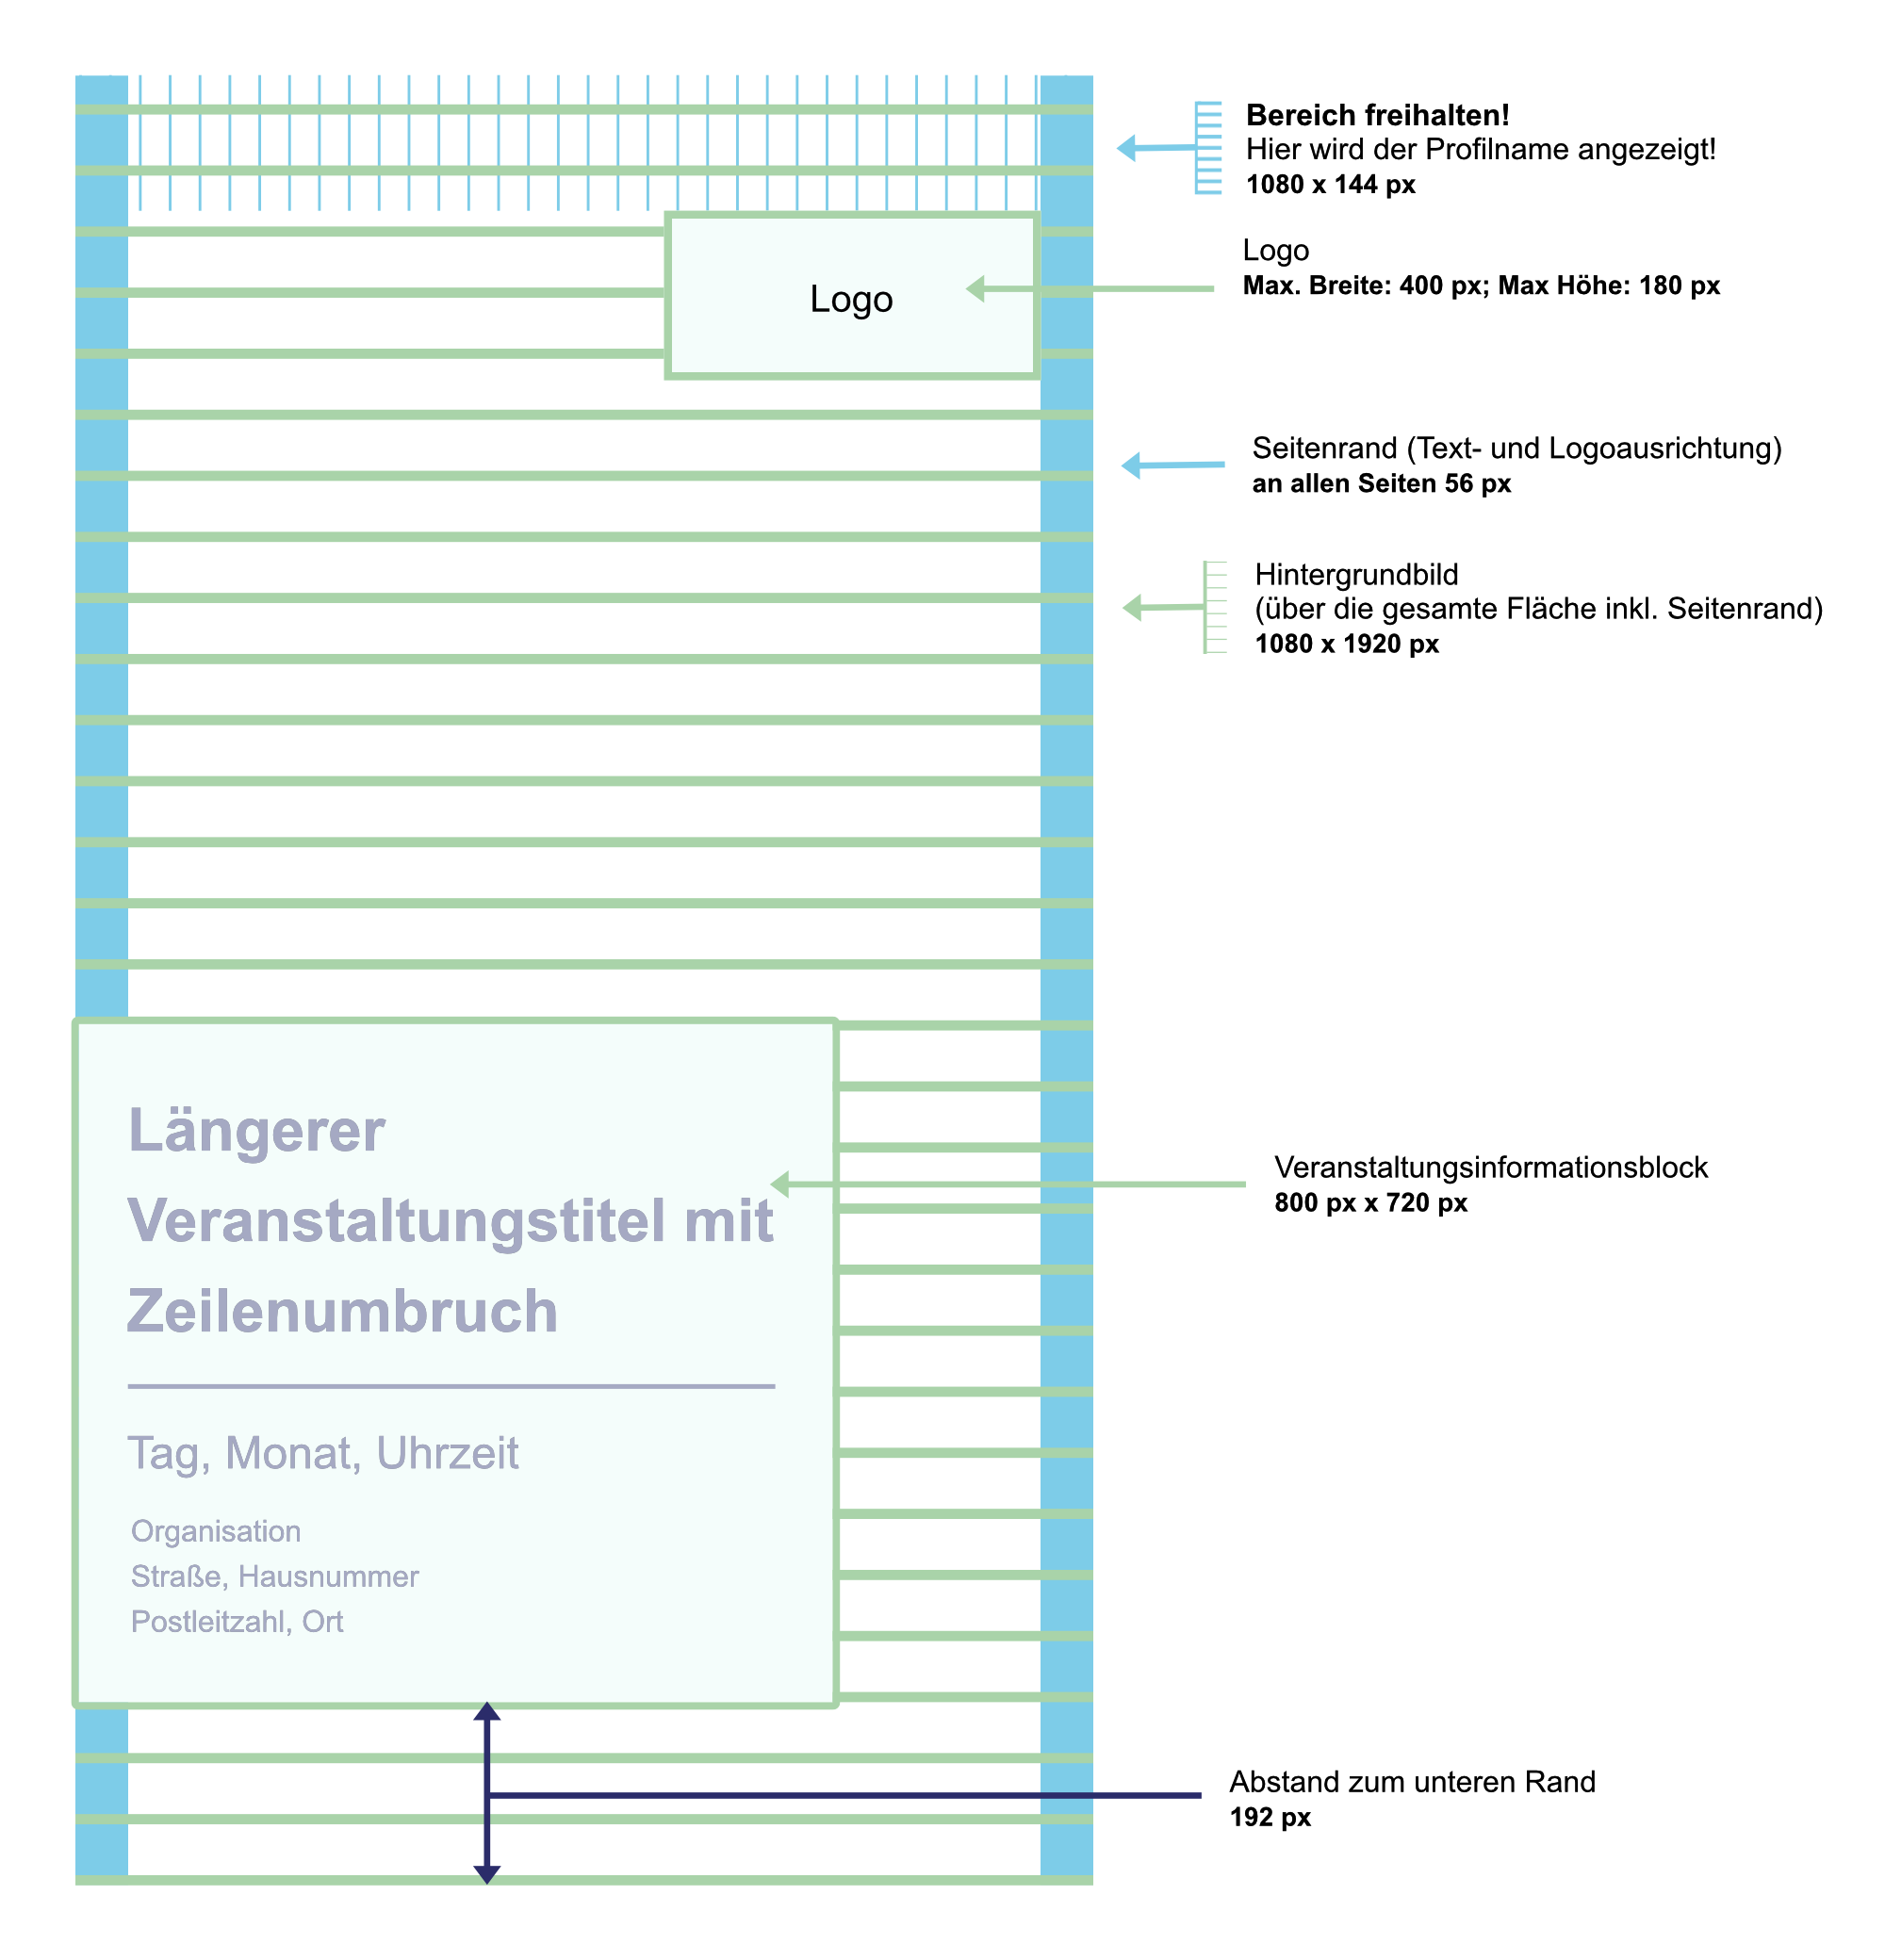 Bereich freihalten!
Hier wird der Profilname angezeigt!
1080 x 144 px
Logo
Max. Breite: 400 px; Max Höhe: 180 px
Logo
Seitenrand (Text- und Logoausrichtung)
an allen Seiten 56 px
Hintergrundbild
(über die gesamte Fläche inkl. Seitenrand)
1080 x 1920 px
Längerer
Veranstaltungstitel mit
Zeilenumbruch
Tag, Monat, Uhrzeit
Organisation
Straße, Hausnummer
Postleitzahl, Ort
Veranstaltungsinformationsblock
800 px x 720 px
Abstand zum unteren Rand
192 px